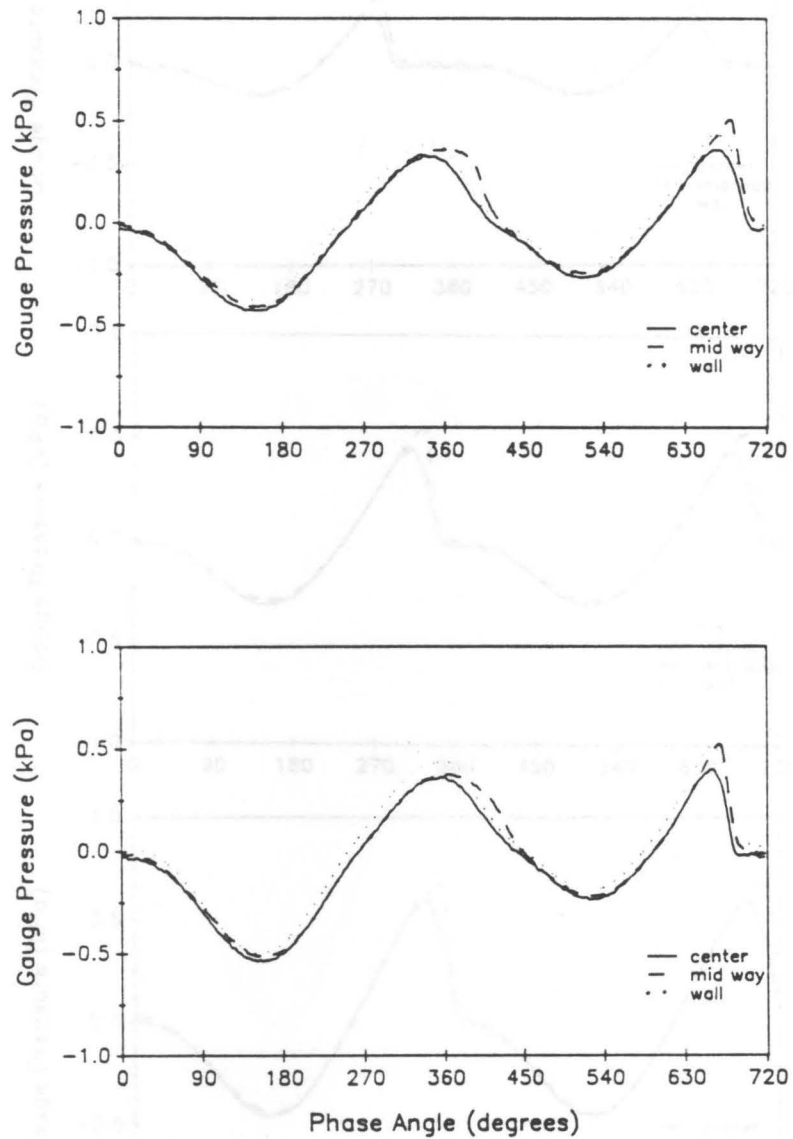 1.0
0.5
0.0
−0.5
−1.0
Gauge Pressure (kPa)
center
mid way
wall
0 90 180 270 360 450 540 630 720
1.0
0.5
0.0
−0.5
−1.0
Gauge Pressure (kPa)
center
mid way
wall
0 90 180 270 360 450 540 630 720
Phase Angle (degrees)